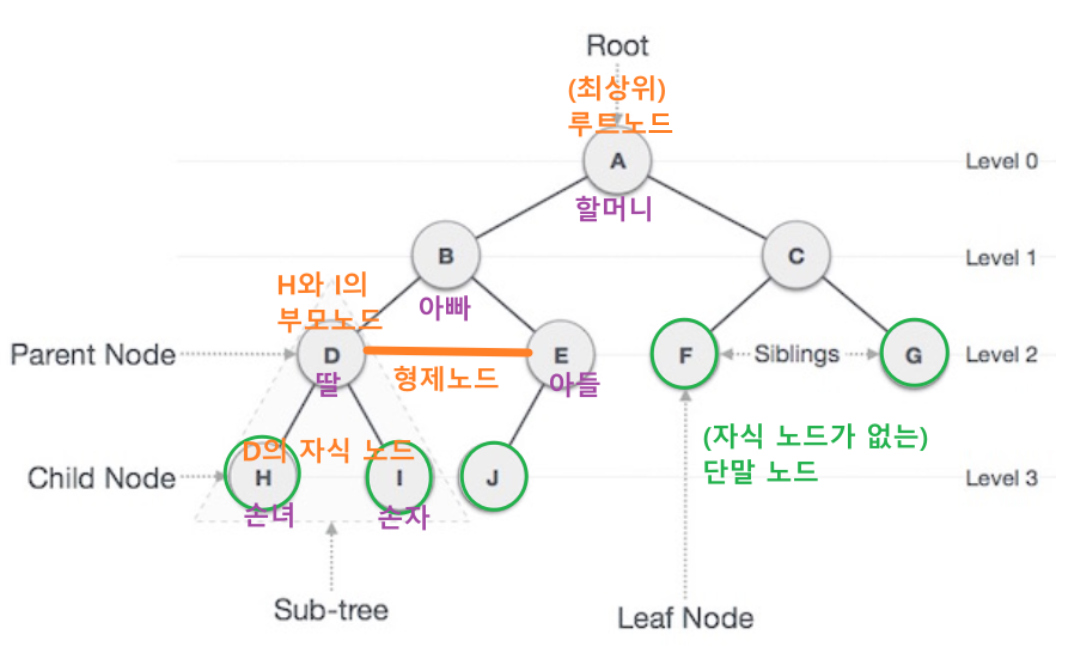 Root
(최상위)
루트노드
A
Level 0
할머니
B
C
Level 1
H와 I의
부모노드
아빠
Parent Node
D
E
F
Siblings
G
Level 2
딸
형제노드
아들
(자식 노드가 없는)
단말 노드
D의 자식 노드
Child Node
H
I
J
Level 3
손녀
손자
Sub-tree
Leaf Node